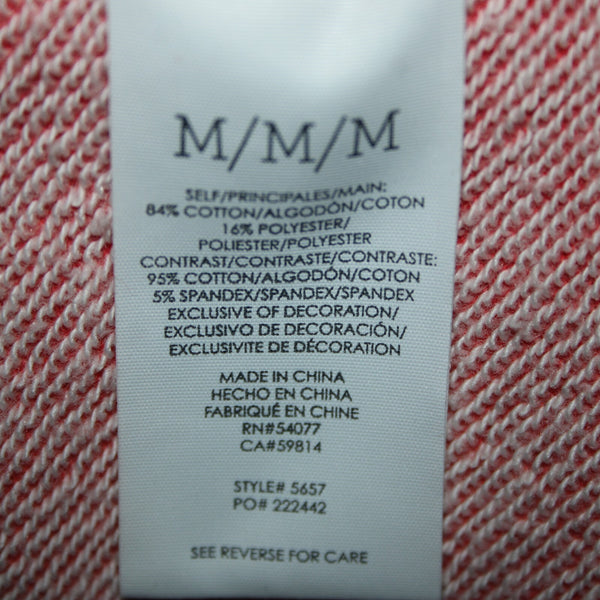 M/M/M
SELF/PRINCIPALES/MAIN:
84% COTTON/ALGODÓN/COTON
16% POLYESTER/
POLIESTER/POLYESTER
CONTRAST/CONTRASTE/CONTRASTE:
95% COTTON/ALGODÓN/COTON
5% SPANDEX/SPANDEX/SPANDEX
EXCLUSIVE OF DECORATION/
EXCLUSIVO DE DECORACIÓN/
EXCLUSIVITE DE DÉCORATION
MADE IN CHINA
HECHO EN CHINA
FABRIQUÉ EN CHINE
RN#54077
CA#59814
STYLE# 5657
PO# 222442
SEE REVERSE FOR CARE